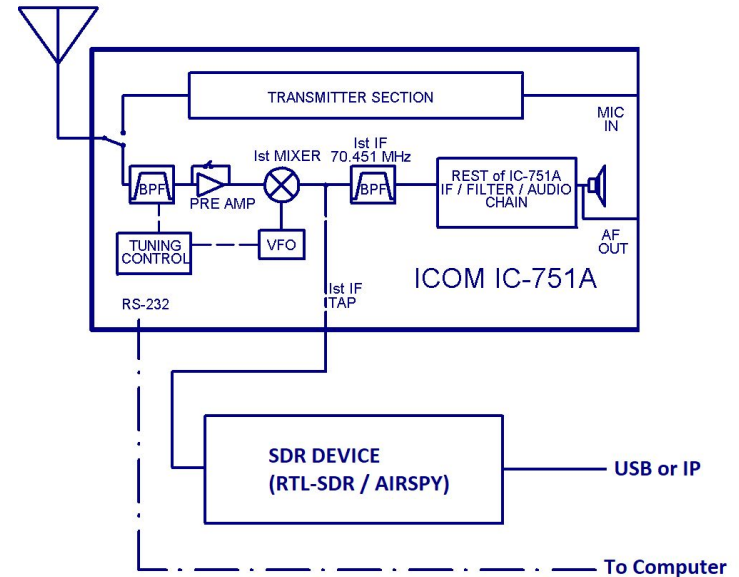 TRANSMITTER SECTION
MIC
IN
Ist MIXER
Ist IF
70.451 MHz
BPF
PRE AMP
BPF
REST of IC-751A
IF / FILTER / AUDIO
CHAIN
TUNING
CONTROL
VFO
AF
OUT
Ist IF
TAP
ICOM IC-751A
RS-232
SDR DEVICE
(RTL-SDR / AIRSPY)
USB or IP
To Computer